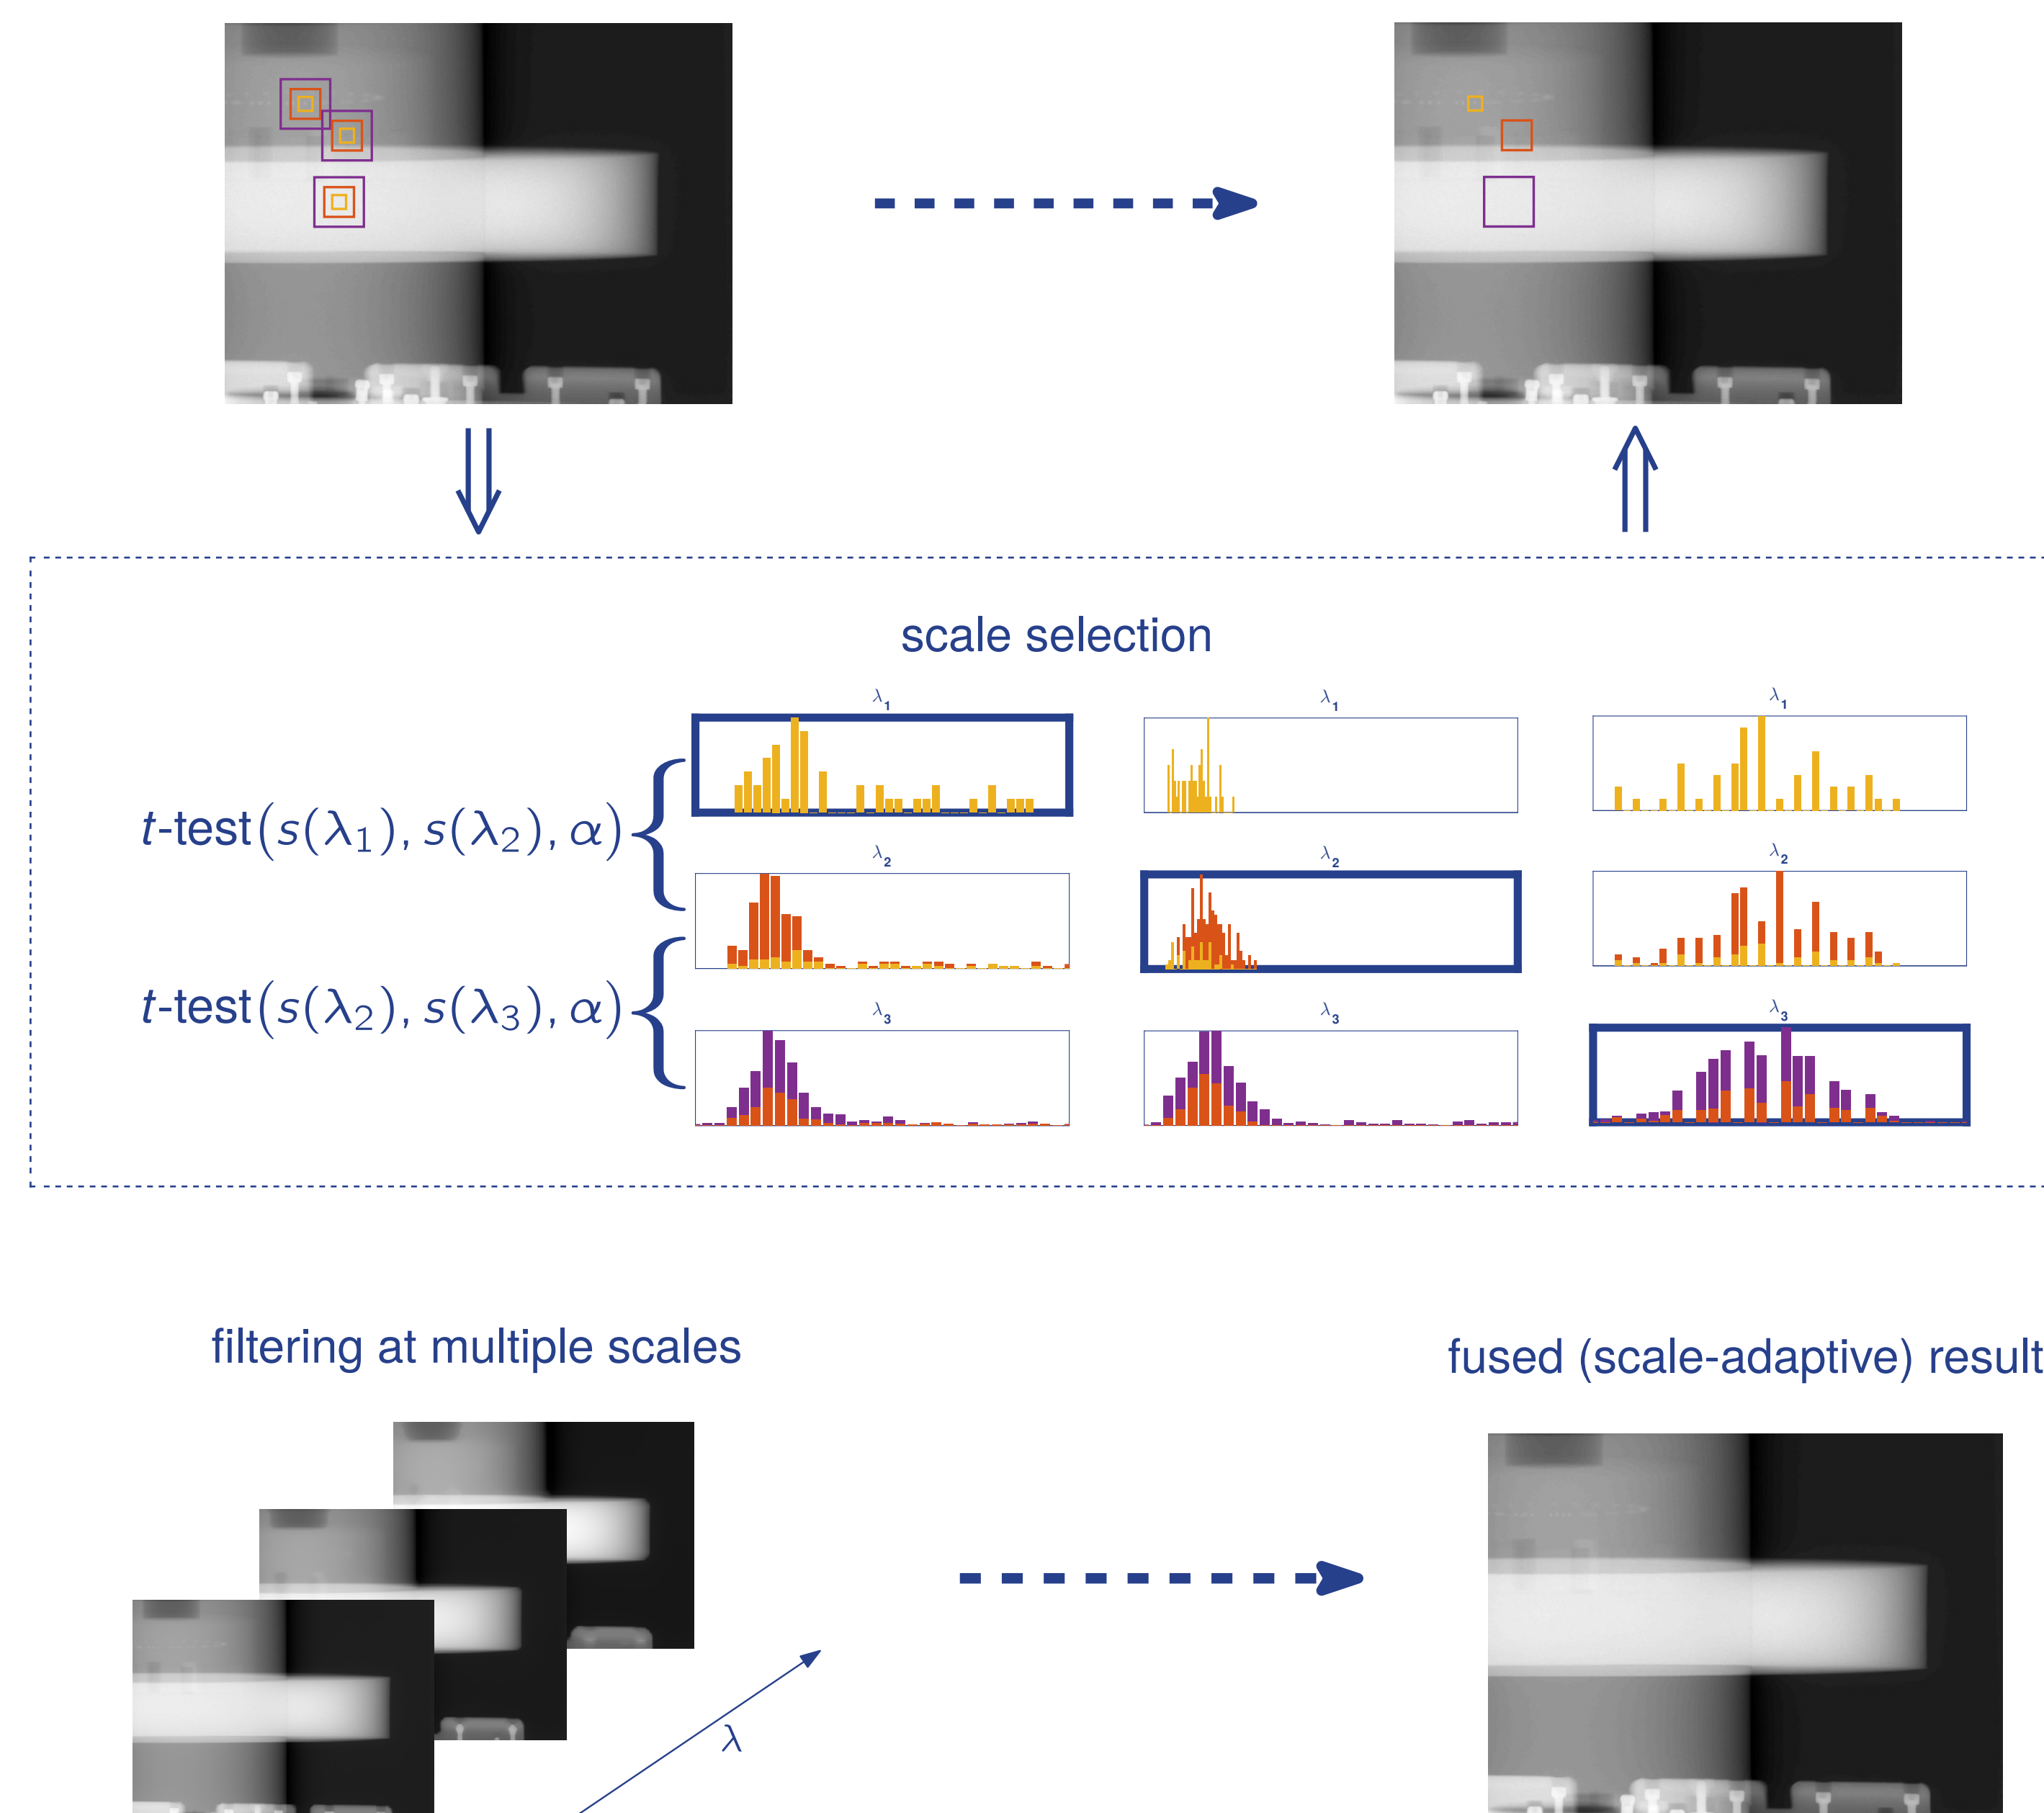 scale selection
λ1 λ1 λ1
t-test(s(λ1), s(λ2), α)
λ2 λ2 λ2
t-test(s(λ2), s(λ3), α)
λ3 λ3 λ3
filtering at multiple scales
fused (scale-adaptive) result
λ